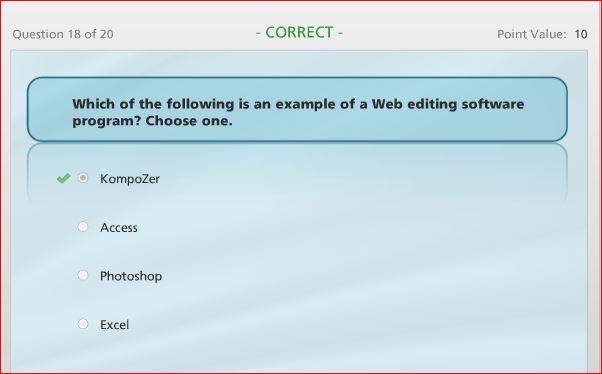 Question 18 of 20
- CORRECT -
Point Value: 10
Which of the following is an example of a Web editing software
program? Choose one.
KompoZer
Access
Photoshop
Excel